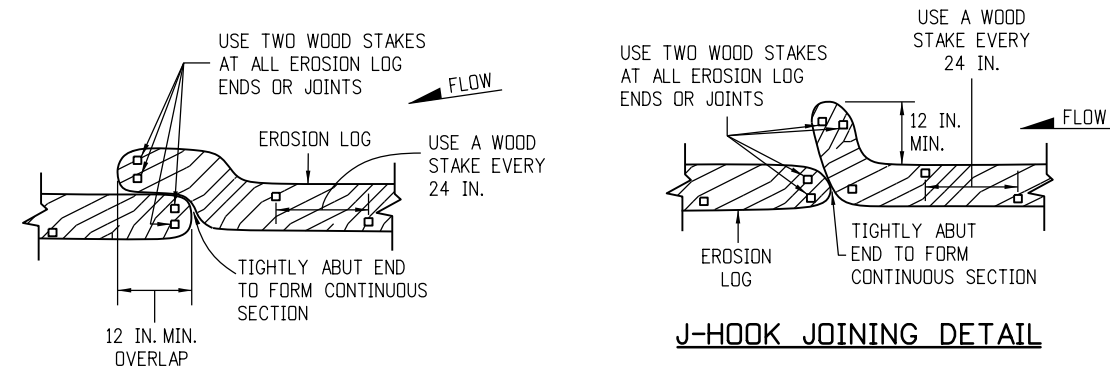 USE TWO WOOD STAKES
AT ALL EROSION LOG
ENDS OR JOINTS
FLOW
EROSION LOG
USE A WOOD
STAKE EVERY
24 IN.
TIGHTLY ABUT END
TO FORM CONTINUOUS
SECTION
12 IN. MIN.
OVERLAP
USE A WOOD
STAKE EVERY
24 IN.
USE TWO WOOD STAKES
AT ALL EROSION LOG
ENDS OR JOINTS
12 IN.
MIN.
FLOW
EROSION
LOG
TIGHTLY ABUT
END TO FORM
CONTINUOUS SECTION
J-HOOK JOINING DETAIL